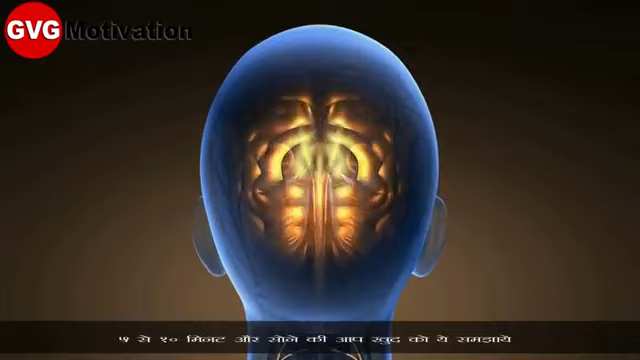 GVG Motivation
५ से १० मिनट और सोने की आप खुद को ये समझाये